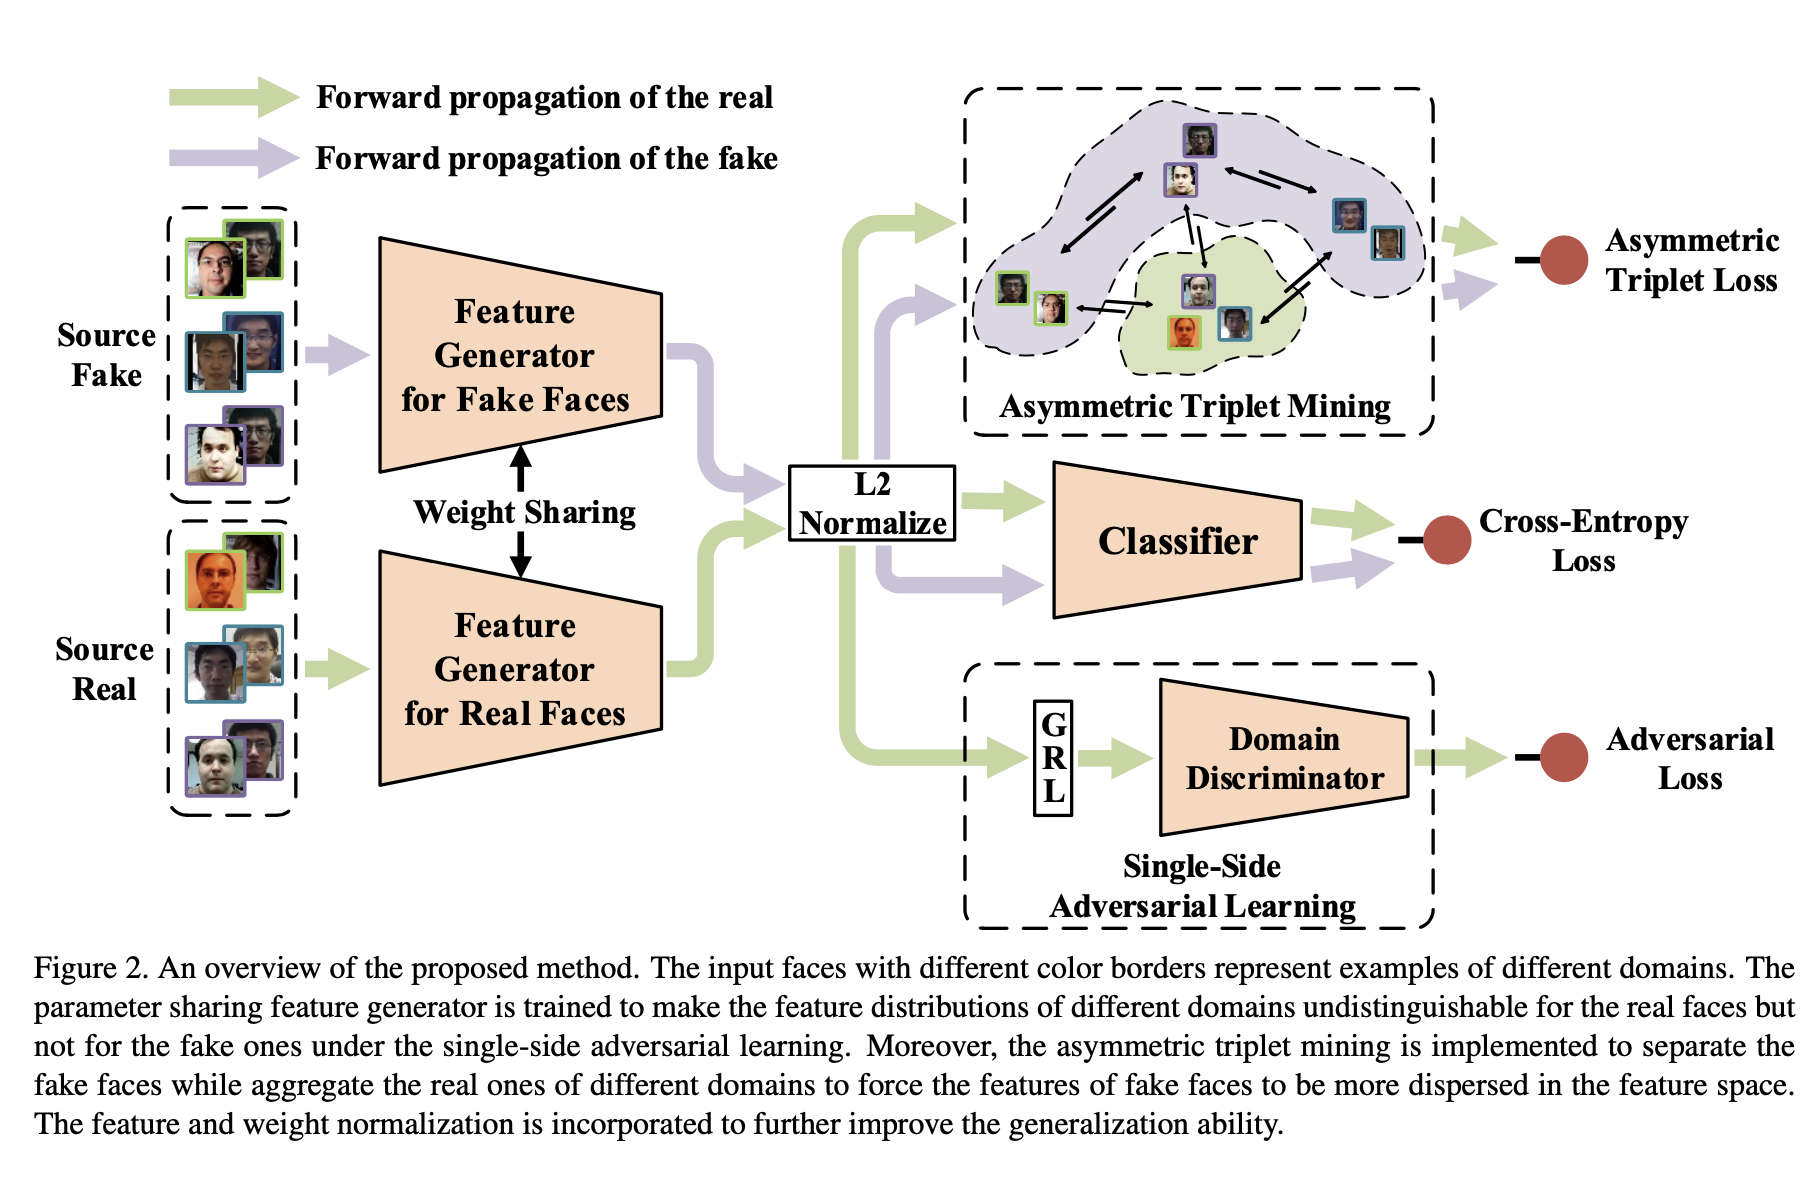 Forward propagation of the real
Forward propagation of the fake
Source
Fake
Feature
Generator
for Fake Faces
Weight Sharing
Source
Real
Feature
Generator
for Real Faces
L2
Normalize
Asymmetric Triplet Mining
Asymmetric
Triplet Loss
Classifier
Cross-Entropy
Loss
G
R
L
Domain
Discriminator
Single-Side
Adversarial Learning
Adversarial
Loss
Figure 2. An overview of the proposed method. The input faces with different color borders represent examples of different domains. The
parameter sharing feature generator is trained to make the feature distributions of different domains undistinguishable for the real faces but
not for the fake ones under the single-side adversarial learning. Moreover, the asymmetric triplet mining is implemented to separate the
fake faces while aggregate the real ones of different domains to force the features of fake faces to be more dispersed in the feature space.
The feature and weight normalization is incorporated to further improve the generalization ability.